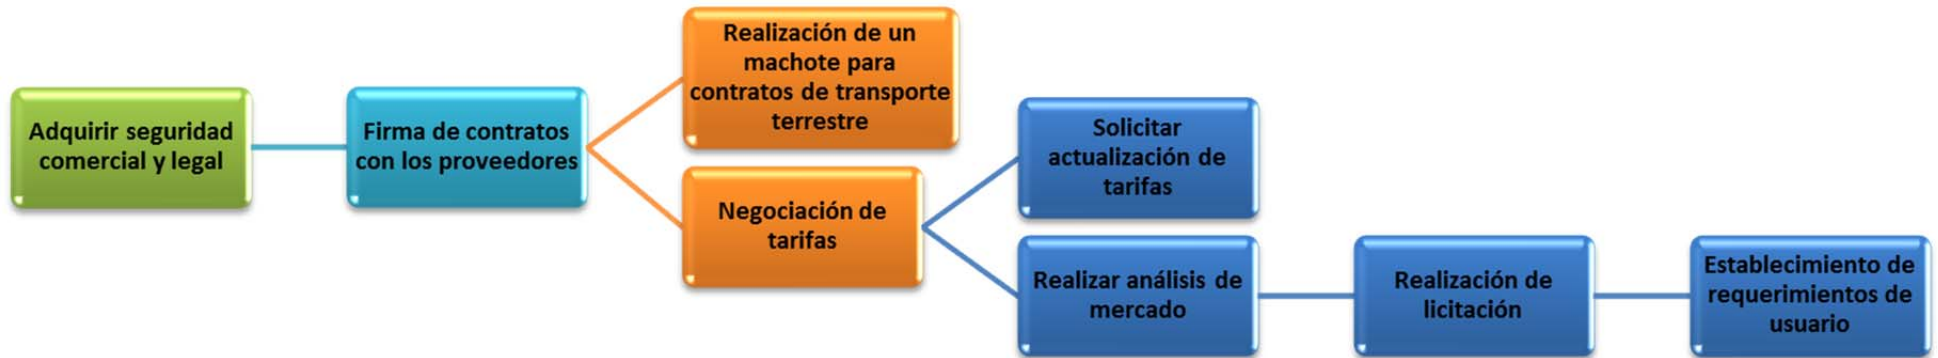 Adquirir seguridad
comercial y legal
Firma de contratos
con los proveedores
Realización de un
machote para
contratos de transporte
terrestre
Negociación de
tarifas
Solicitar
actualización de
tarifas
Realizar análisis de
mercado
Realización de
licitación
Establecimiento de
requerimientos de
usuario